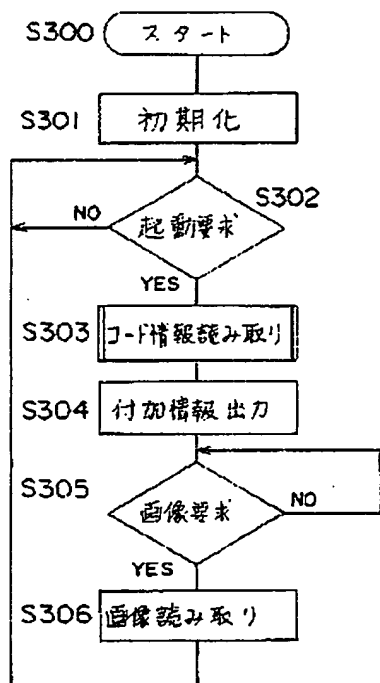 S300 スタート
S301 初期化
S302
起動要求
NO
YES
S303 コード情報読み取り
S304 付加情報出力
S305
画像要求
NO
YES
S306 画像読み取り